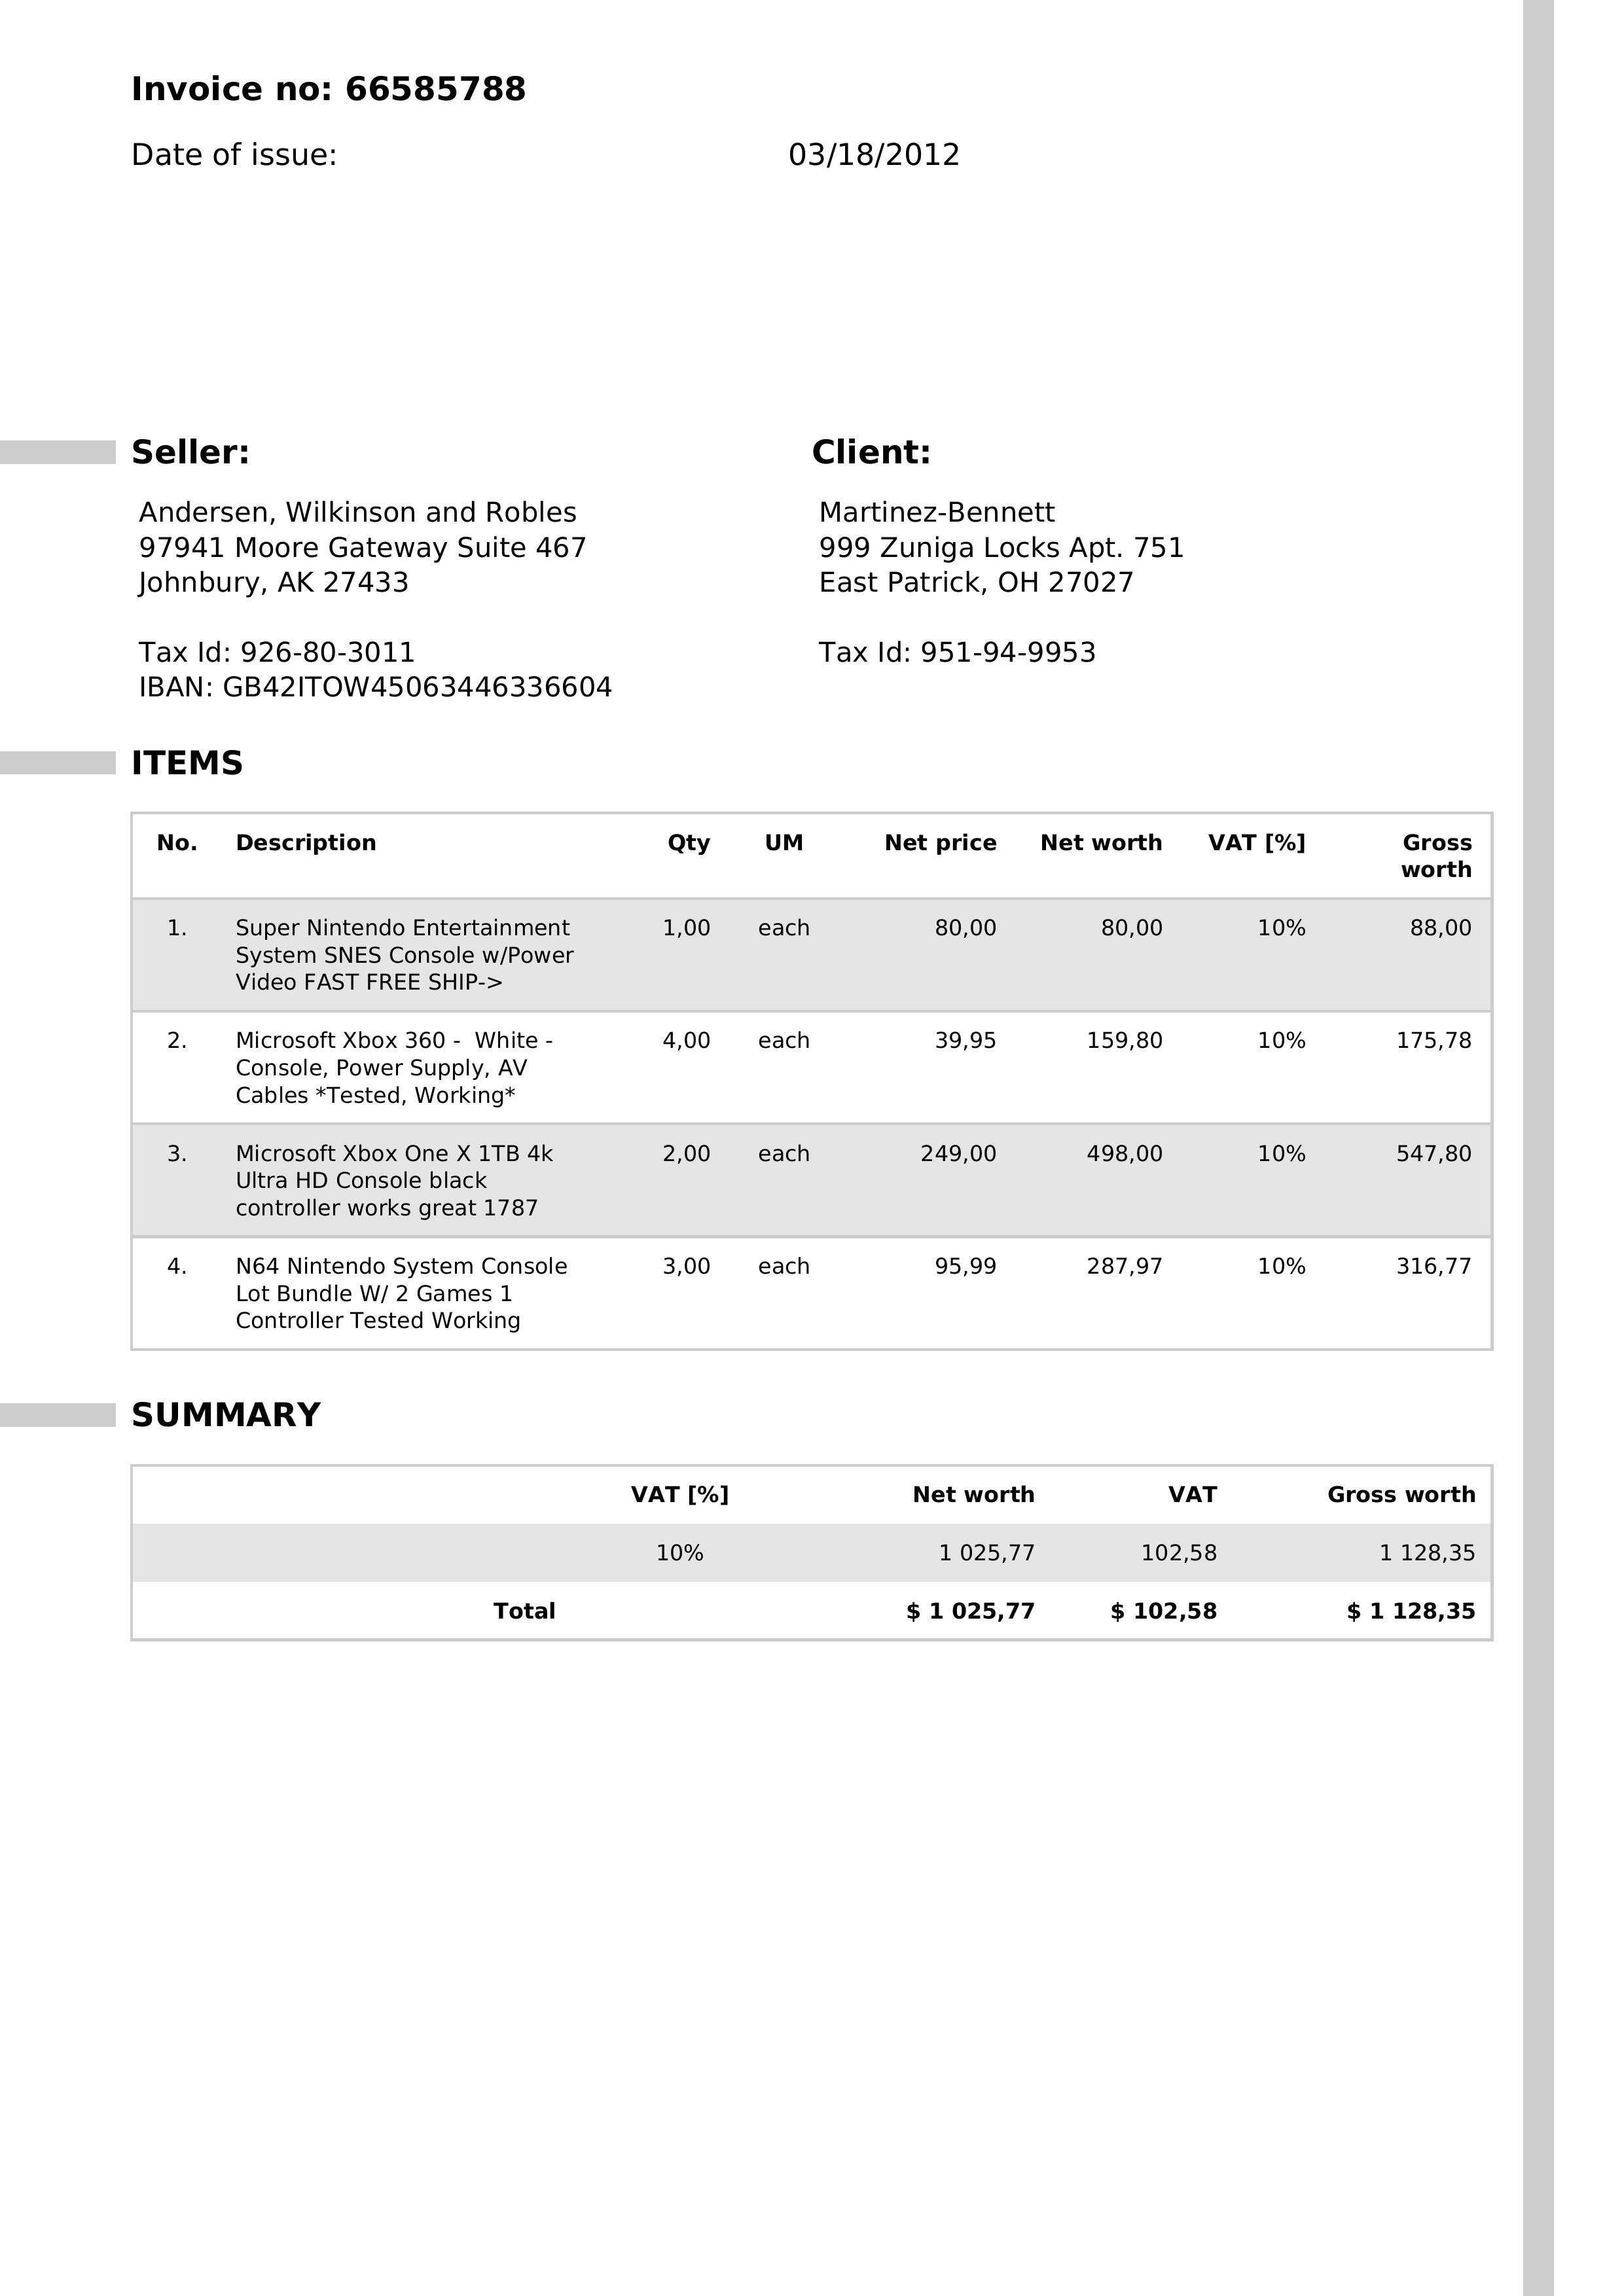 Invoice no: 66585788
Date of issue: 03/18/2012
Seller:
Andersen, Wilkinson and Robles
97941 Moore Gateway Suite 467
Johnbury, AK 27433
Tax Id: 926-80-3011
IBAN: GB42ITOW45063446336604
Client:
Martinez-Bennett
999 Zuniga Locks Apt. 751
East Patrick, OH 27027
Tax Id: 951-94-9953
ITEMS
No. Description Qty UM Net price Net worth VAT [%] Gross
worth
1. Super Nintendo Entertainment 1,00 each 80,00 80,00 10% 88,00
System SNES Console w/Power
Video FAST FREE SHIP->
2. Microsoft Xbox 360 -  White - 4,00 each 39,95 159,80 10% 175,78
Console, Power Supply, AV
Cables *Tested, Working*
3. Microsoft Xbox One X 1TB 4k 2,00 each 249,00 498,00 10% 547,80
Ultra HD Console black
controller works great 1787
4. N64 Nintendo System Console 3,00 each 95,99 287,97 10% 316,77
Lot Bundle W/ 2 Games 1
Controller Tested Working
SUMMARY
VAT [%] Net worth VAT Gross worth
10% 1 025,77 102,58 1 128,35
Total $ 1 025,77 $ 102,58 $ 1 128,35